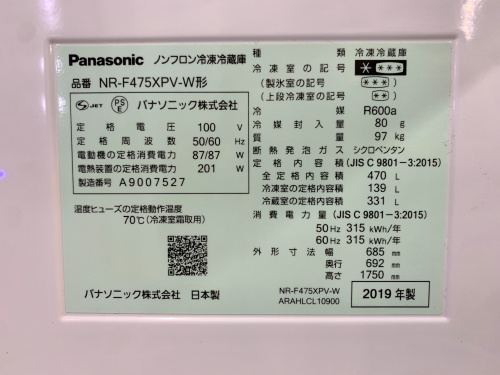 Panasonic ノンフロン冷凍冷蔵庫
品番 NR-F475XPV-W形
S JET PS E パナソニック株式会社
定格電圧 100 V
定格周波数 50/60 Hz
電動機の定格消費電力 87/87 W
電熱装置の定格消費電力 201 W
製造番号 A9007527
温度ヒューズの定格動作温度
70℃(冷凍室霜取用)
パナソニック株式会社 日本製
種類 冷凍冷蔵庫
冷凍室の記号 ****
(製氷室の記号) ***
(上段冷凍室の記号) ***
冷媒 R600a
冷媒封入量 80 g
質量 97 kg
断熱発泡ガス シクロペンタン
定格内容積 (JIS C 9801-3:2015)
全定格内容積 470 L
冷凍室の定格内容積 139 L
冷蔵室の定格内容積 331 L
消費電力量 (JIS C 9801-3:2015)
50 Hz 315 kWh/年
60 Hz 315 kWh/年
外形寸法 幅 685 mm
奥行 692 mm
高さ 1750 mm
NR-F475XPV-W
ARAHLCL10900
2019 年製